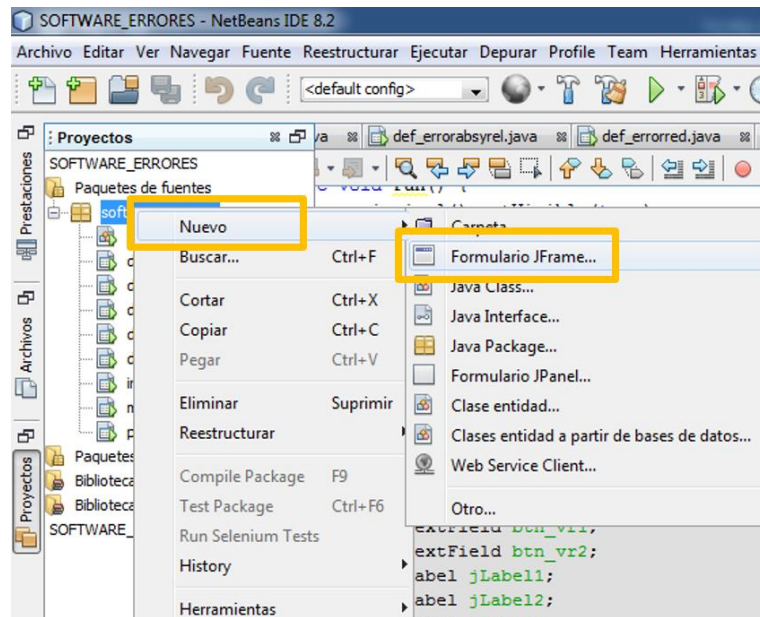 SOFTWARE_ERRORES - NetBeans IDE 8.2
Archivo Editar Ver Navegar Fuente Reestructurar Ejecutar Depurar Profile Team Herramientas
<default config>
Proyectos
va def_errorabsyrel.java def_errorred.java
SOFTWARE_ERRORES
Paquetes de fuentes
void run() {
soft
Prestaciones
Archivos
Proyectos
d
d
d
d
d
in
m
p
Paquetes
Biblioteca
Biblioteca
SOFTWARE_
Nuevo
Buscar... Ctrl+F
Cortar Ctrl+X
Copiar Ctrl+C
Pegar Ctrl+V
Eliminar Suprimir
Reestructurar
Compile Package F9
Test Package Ctrl+F6
Run Selenium Tests
History
Herramientas
Carpeta
Formulario JFrame...
Java Class...
Java Interface...
Java Package...
Formulario JPanel...
Clase entidad...
Clases entidad a partir de bases de datos...
Web Service Client...
Otro...
extField btn_vr1;
extField btn_vr2;
abel jLabel1;
abel jLabel2;